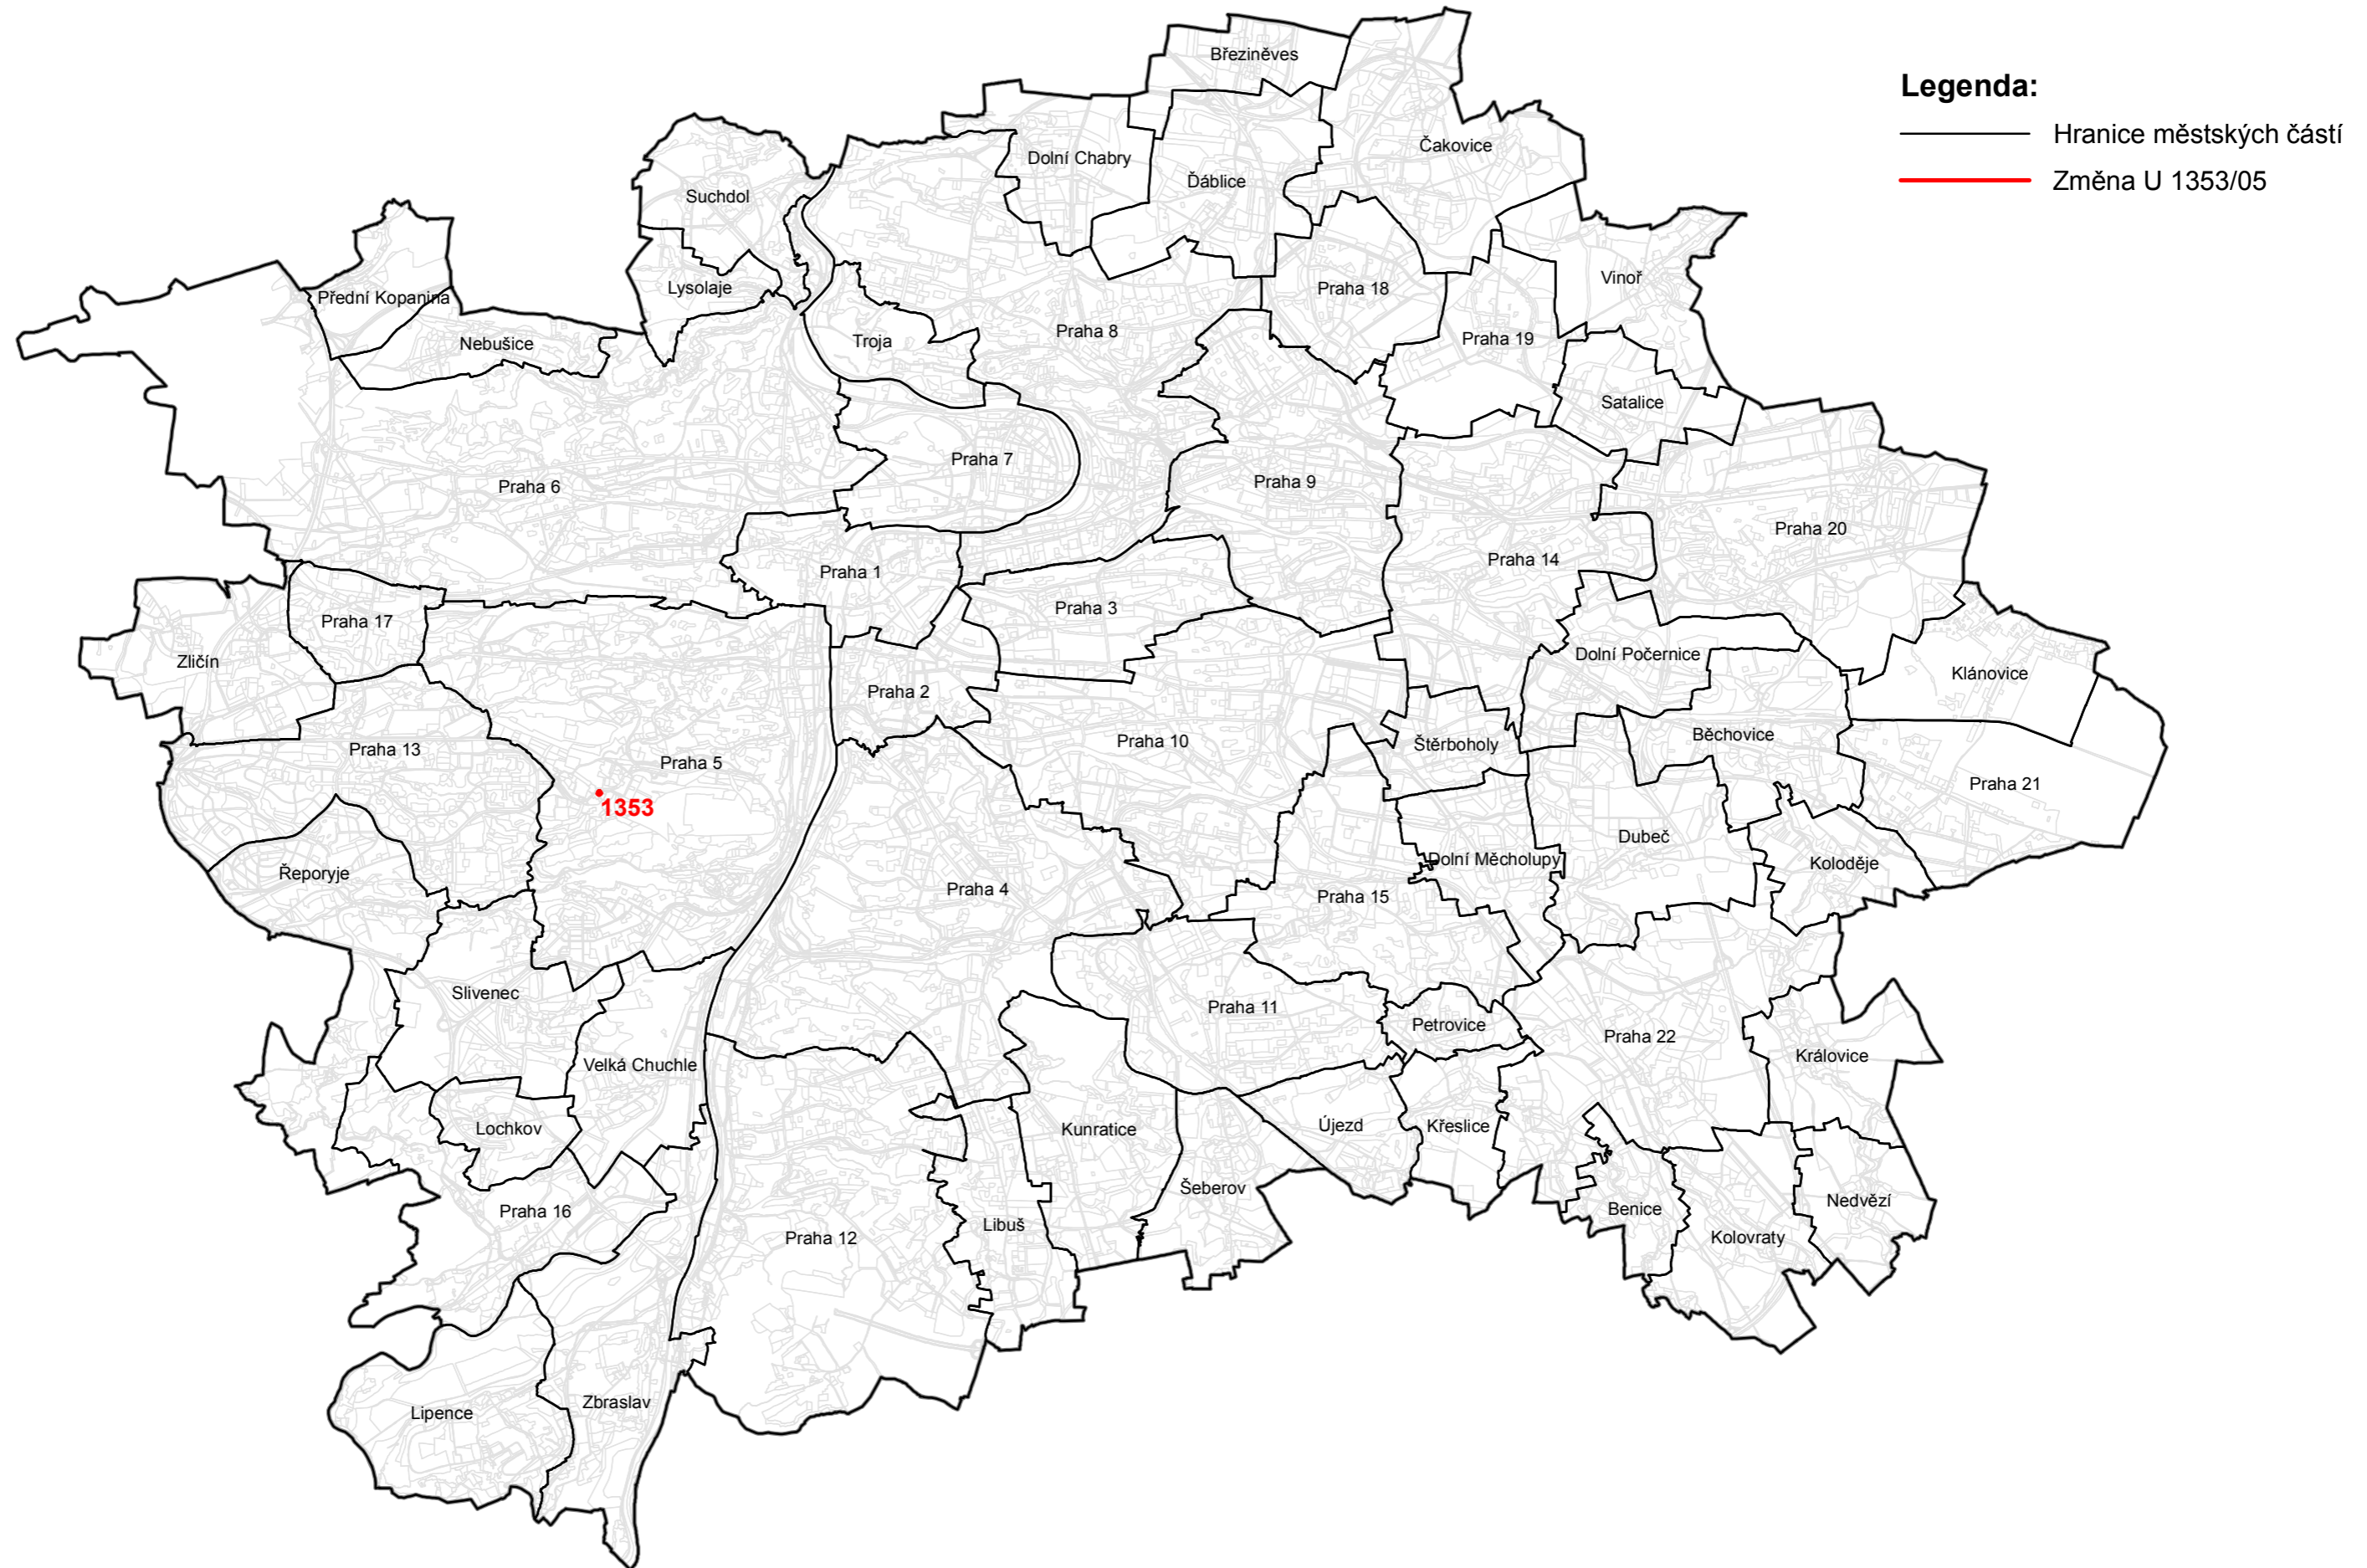 Březiněves
Legenda:
Hranice městských částí
Změna U 1353/05
Čakovice
Dolní Chabry
Ďáblice
Suchdol
Vinoř
Lysolaje
Praha 18
Přední Kopanina
Praha 8
Praha 19
Troja
Nebušice
Satalice
Praha 7
Praha 9
Praha 6
Praha 20
Praha 14
Praha 1
Praha 3
Praha 17
Dolní Počernice
Zličín
Klánovice
Praha 2
Běchovice
Praha 10
Štěrboholy
Praha 13
Praha 5
Praha 21
1353
Dubeč
Dolní Měcholupy
Koloděje
Řeporyje
Praha 4
Praha 15
Slivenec
Praha 11
Petrovice
Praha 22
Královice
Velká Chuchle
Újezd
Křeslice
Lochkov
Kunratice
Šeberov
Nedvězí
Benice
Praha 16
Libuš
Praha 12
Kolovraty
Zbraslav
Lipence